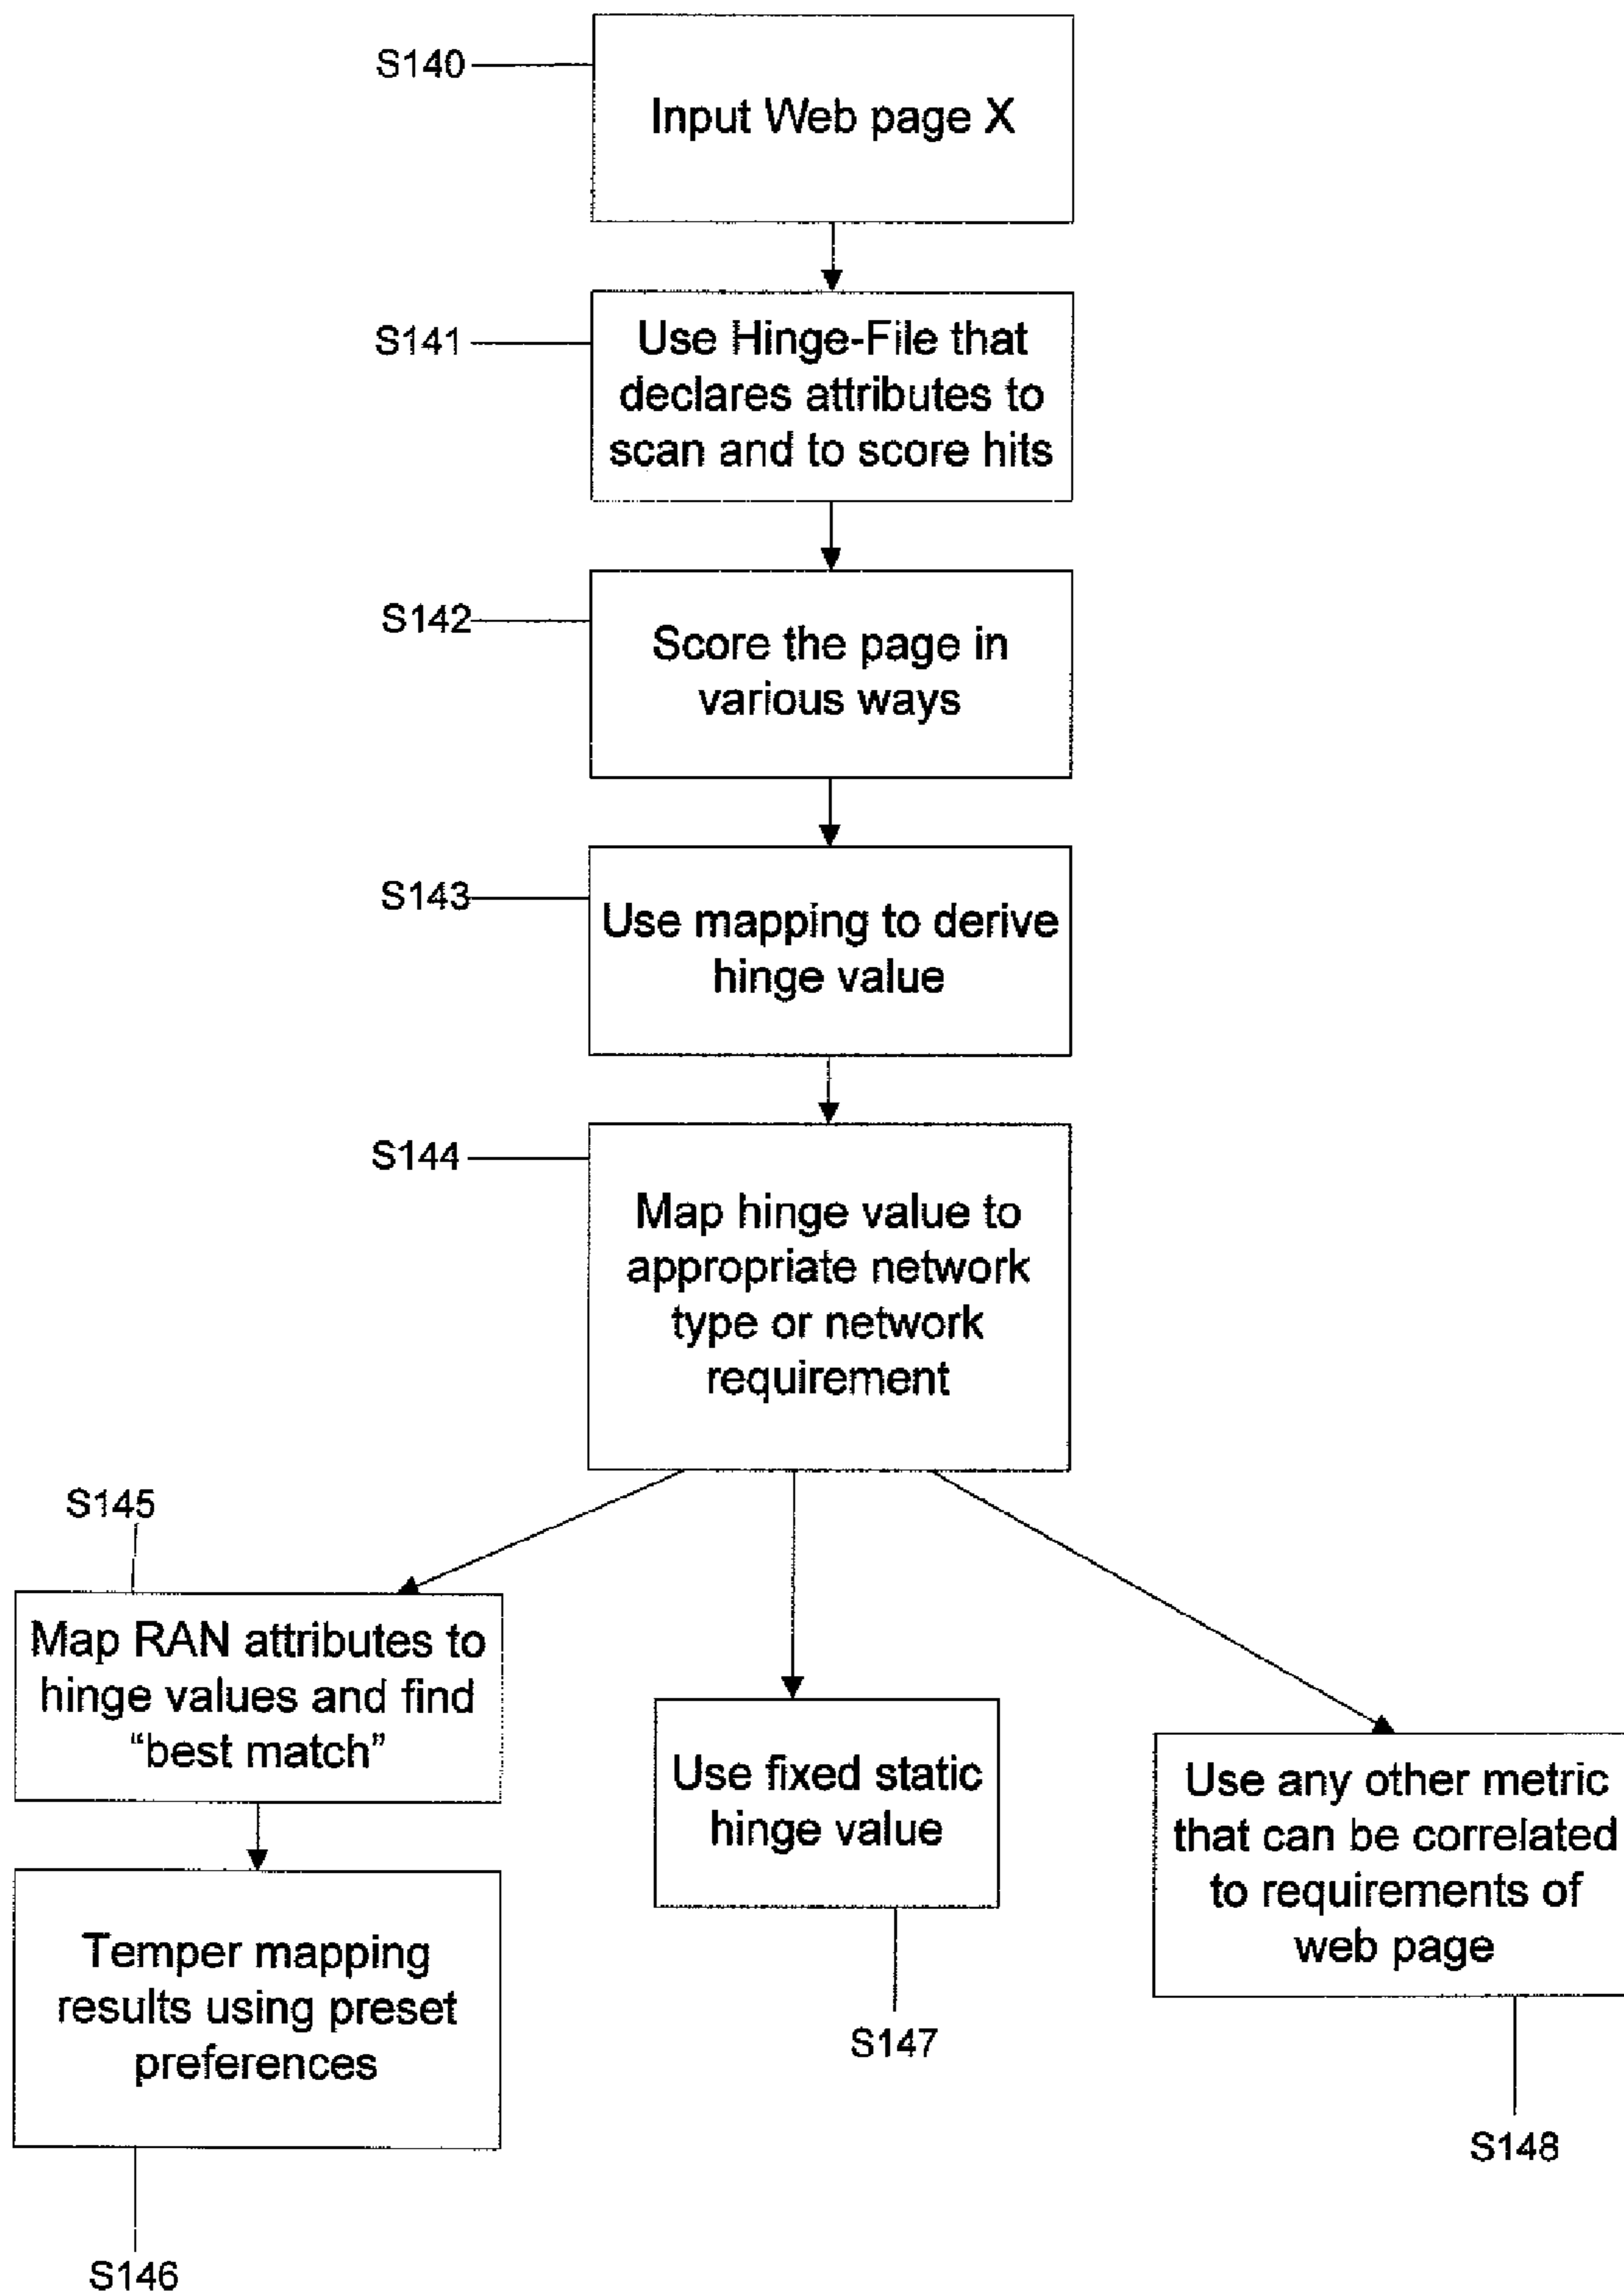 S140
Input Web page X
S141
Use Hinge-File that
declares attributes to
scan and to score hits
S142
Score the page in
various ways
S143
Use mapping to derive
hinge value
S144
Map hinge value to
appropriate network
type or network
requirement
S145
Map RAN attributes to
hinge values and find
“best match”
Temper mapping
results using preset
preferences
S146
Use fixed static
hinge value
S147
Use any other metric
that can be correlated
to requirements of
web page
S148